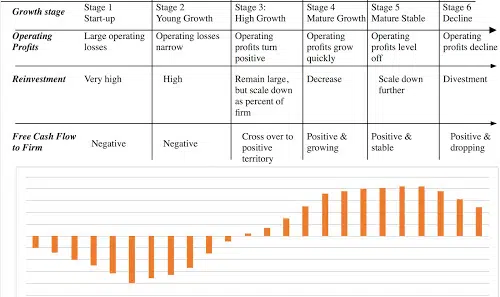 Growth stage
Stage 1
Start-up
Stage 2
Young Growth
Stage 3:
High Growth
Stage 4
Mature Growth
Stage 5
Mature Stable
Stage 6
Decline
Operating
Profits
Large operating
losses
Operating losses
narrow
Operating
profits turn
positive
Operating
profits grow
quickly
Operating
profits level
off
Operating
profits decline
Reinvestment
Very high
High
Remain large,
but scale down
as percent of
firm
Decrease
Scale down
further
Divestment
Free Cash Flow
to Firm
Negative
Negative
Cross over to
positive
territory
Positive &
growing
Positive &
stable
Positive &
dropping